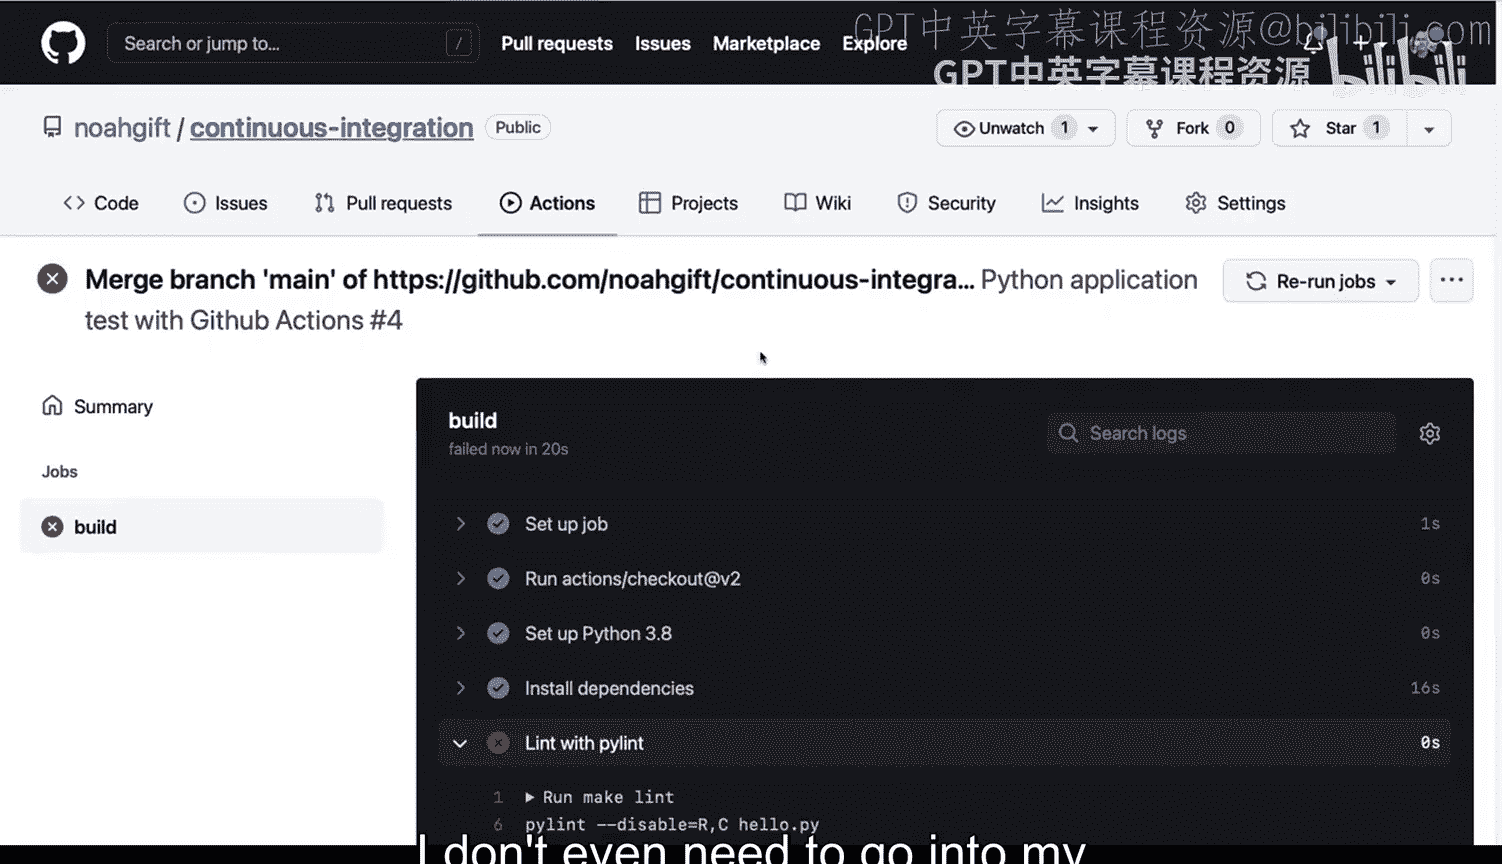 GPT中英字幕课程资源@bilibili.com
Search or jump to... / Pull requests Issues Marketplace Explore
GPT中英字幕课程资源 bilibili
noahgift / continuous-integration Public Unwatch 1 Fork 0 Star 1
Code Issues Pull requests Actions Projects Wiki Security Insights Settings
Merge branch 'main' of https://github.com/noahgift/continuous-integra... Python application
test with Github Actions #4
Re-run jobs
Summary
Jobs
build
build
failed now in 20s
Search logs
Set up job 1s
Run actions/checkout@v2 0s
Set up Python 3.8 0s
Install dependencies 16s
Lint with pylint 0s
1 Run make lint
6 pylint --disable=R,C hello.py
I don't even need to go into my